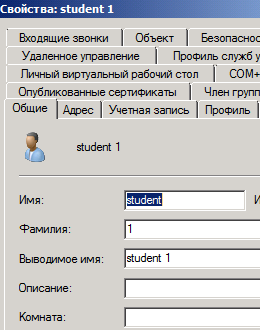 Свойства: student 1
Входящие звонки Объект
Удаленное управление Профиль служб
Личный виртуальный рабочий стол COM+
Опубликованные сертификаты Член групп
Общие Адрес Учетная запись Профиль
student 1
Имя: student
Фамилия: 1
Выводимое имя: student 1
Описание:
Комната: